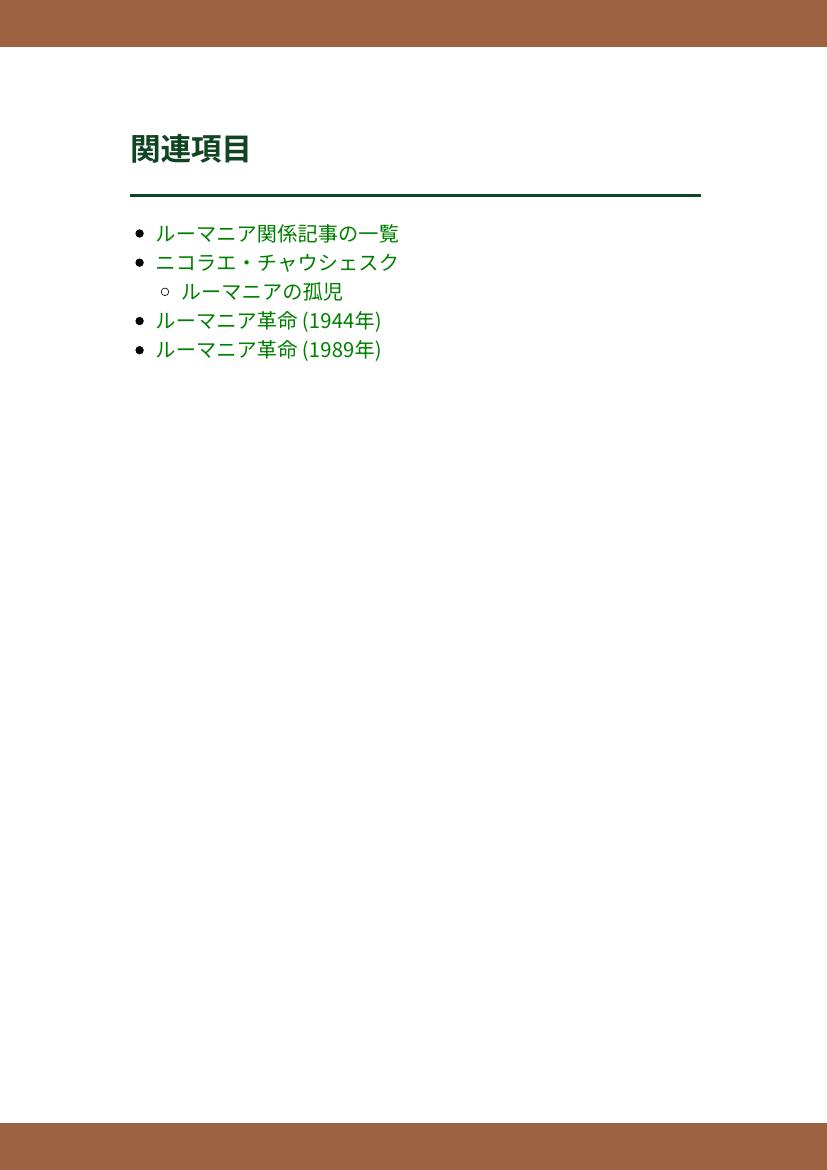 関連項目
ルーマニア関係記事の一覧
ニコラエ・チャウシェスク
ルーマニアの孤児
ルーマニア革命 (1944年)
ルーマニア革命 (1989年)